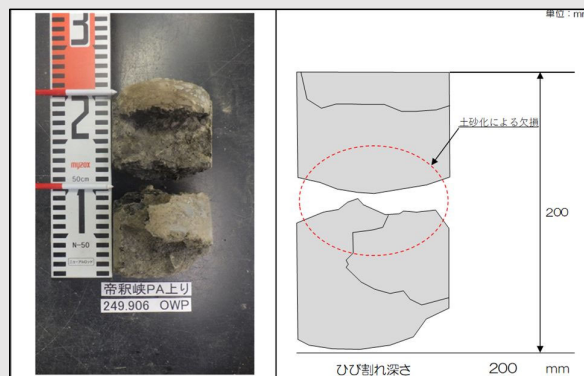 3
2
myzox
50cm
1
N-50
帝釈峡PA上り
249.906 OWP
単位：mm
土砂化による欠損
200
ひび割れ深さ 200 mm